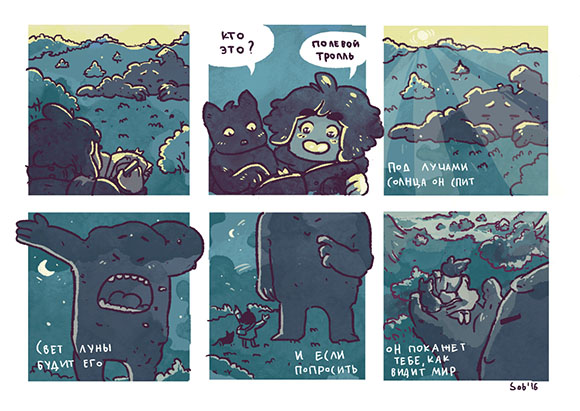 КТО
ЭТО?
ПОЛЕВОЙ
ТРОЛЛЬ
ПОД ЛУЧАМИ
СОЛНЦА ОН СПИТ
СВЕТ ЛУНЫ
БУДИТ ЕГО
И ЕСЛИ
ПОПРОСИТЬ
ОН ПОКАЖЕТ
ТЕБЕ, КАК
ВИДИТ МИР
Sob'16